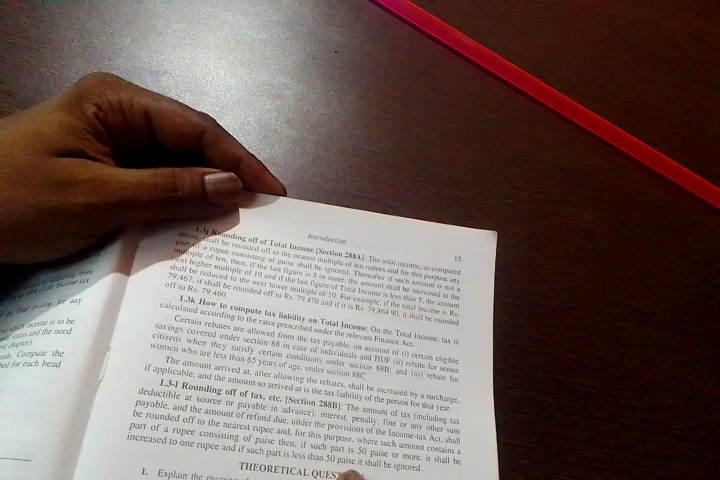 Introduction
17
1.3j Rounding off of Total Income [Section 288A]: The total income, as computed
above, shall be rounded off to the nearest multiple of ten rupees and for this purpose any
part of a rupee consisting of paise shall be ignored. Thereafter if such amount is not a
multiple of ten, then, if the last figure is 5 or more, the amount shall be increased to the
next higher multiple of 10 and if the last figure of Total Income is less than 5, the amount
shall be reduced to the next lower multiple of 10. For example, if the total income is Rs.
79,467, it shall be rounded off to Rs. 79,470 and if it is Rs. 79,464.90, it shall be rounded
off to Rs. 79,460.
1.3k How to compute tax liability on Total Income: On the Total Income, tax is
calculated according to the rates prescribed under the relevant Finance Act.
Certain rebates are allowed from the tax payable, on account of (i) certain eligible
savings covered under section 88 in case of individuals and HUF (ii) rebate for senior
citizens when they satisfy certain conditions under section 88B, and (iii) rebate for
women who are less than 65 years of age, under section 88C.
The amount arrived at, after allowing the rebates, shall be increased by surcharge,
if applicable, and the amount so arrived at is the tax liability of the person for that year.
1.3-l Rounding off of tax, etc. [Section 288B]: The amount of tax (including tax
deductible at source or payable in advance), interest, penalty, fine or any other sum
payable, and the amount of refund due, under the provisions of the Income-tax Act, shall
be rounded off to the nearest rupee and, for this purpose, where such amount contains a
part of a rupee consisting of paise then, if such part is 50 paise or more, it shall be
increased to one rupee and if such part is less than 50 paise it shall be ignored.
THEORETICAL QUES
1. Explain the meaning of
from
of the Income-tax
Total Income, for any
which income is to be
rates and the need
chapter)
Compute the
for each head